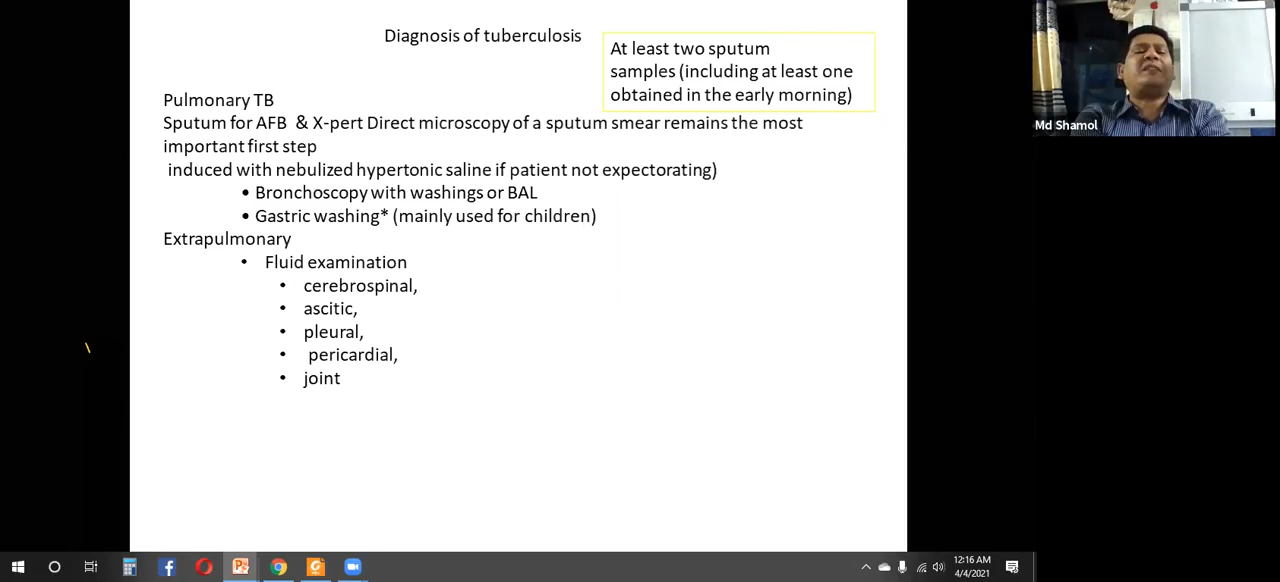 Diagnosis of tuberculosis
At least two sputum
samples (including at least one
obtained in the early morning)
Pulmonary TB
Sputum for AFB & X-pert Direct microscopy of a sputum smear remains the most
important first step
induced with nebulized hypertonic saline if patient not expectorating)
• Bronchoscopy with washings or BAL
• Gastric washing* (mainly used for children)
Extrapulmonary
• Fluid examination
• cerebrospinal,
• ascitic,
• pleural,
• pericardial,
• joint
Md Shamol
12:16 AM
4/4/2021